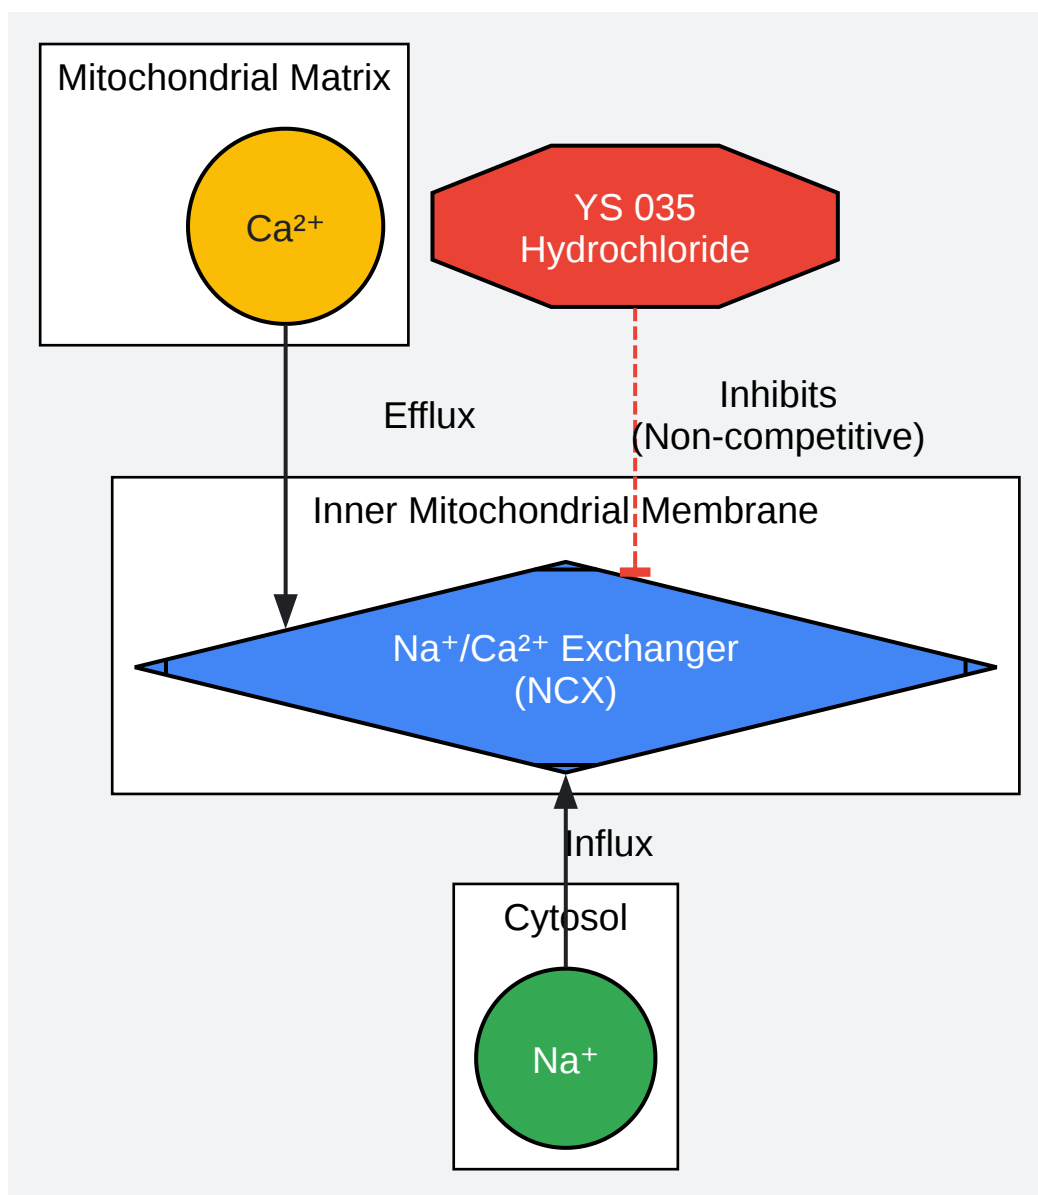 Mitochondrial Matrix
Ca²⁺
YS 035
Hydrochloride
Efflux
Inhibits
(Non-competitive)
Inner Mitochondrial Membrane
Na⁺/Ca²⁺ Exchanger
(NCX)
Influx
Cytosol
Na⁺